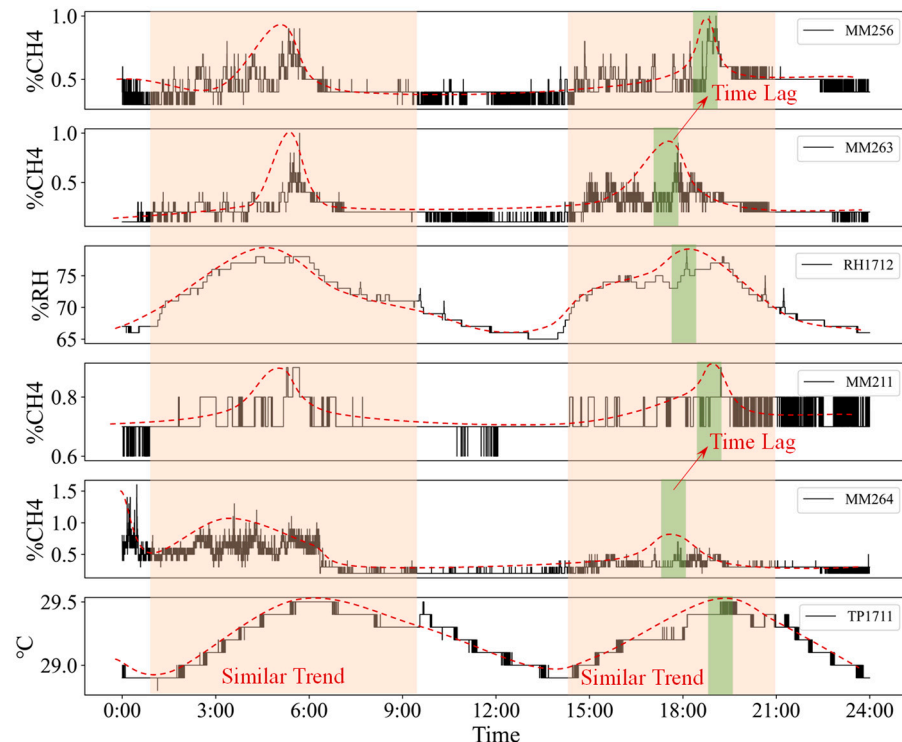 1.0
0.5
%CH4
MM256
Time Lag
1.0
0.5
%CH4
MM263
75
70
65
%RH
RH1712
0.8
0.6
%CH4
MM211
Time Lag
1.5
1.0
0.5
%CH4
MM264
29.5
29.0
°C
TP1711
Similar Trend
Similar Trend
0:00 3:00 6:00 9:00 12:00 15:00 18:00 21:00 24:00
Time